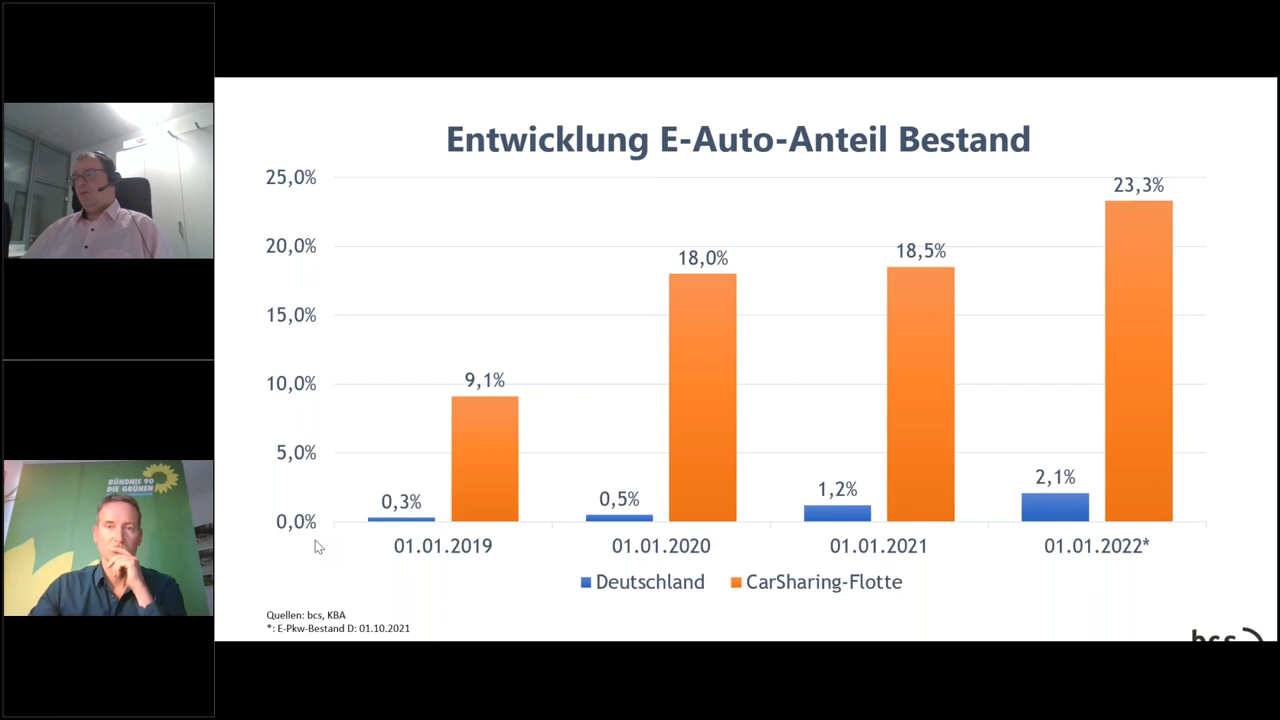 BÜNDNIS 90
DIE GRÜNEN
Entwicklung E-Auto-Anteil Bestand
25,0%
20,0%
15,0%
10,0%
5,0%
0,0%
0,3%
9,1%
0,5%
18,0%
1,2%
18,5%
2,1%
23,3%
01.01.2019
01.01.2020
01.01.2021
01.01.2022*
Deutschland
CarSharing-Flotte
Quellen: bcs, KBA
*: E-Pkw-Bestand D: 01.10.2021
bcs